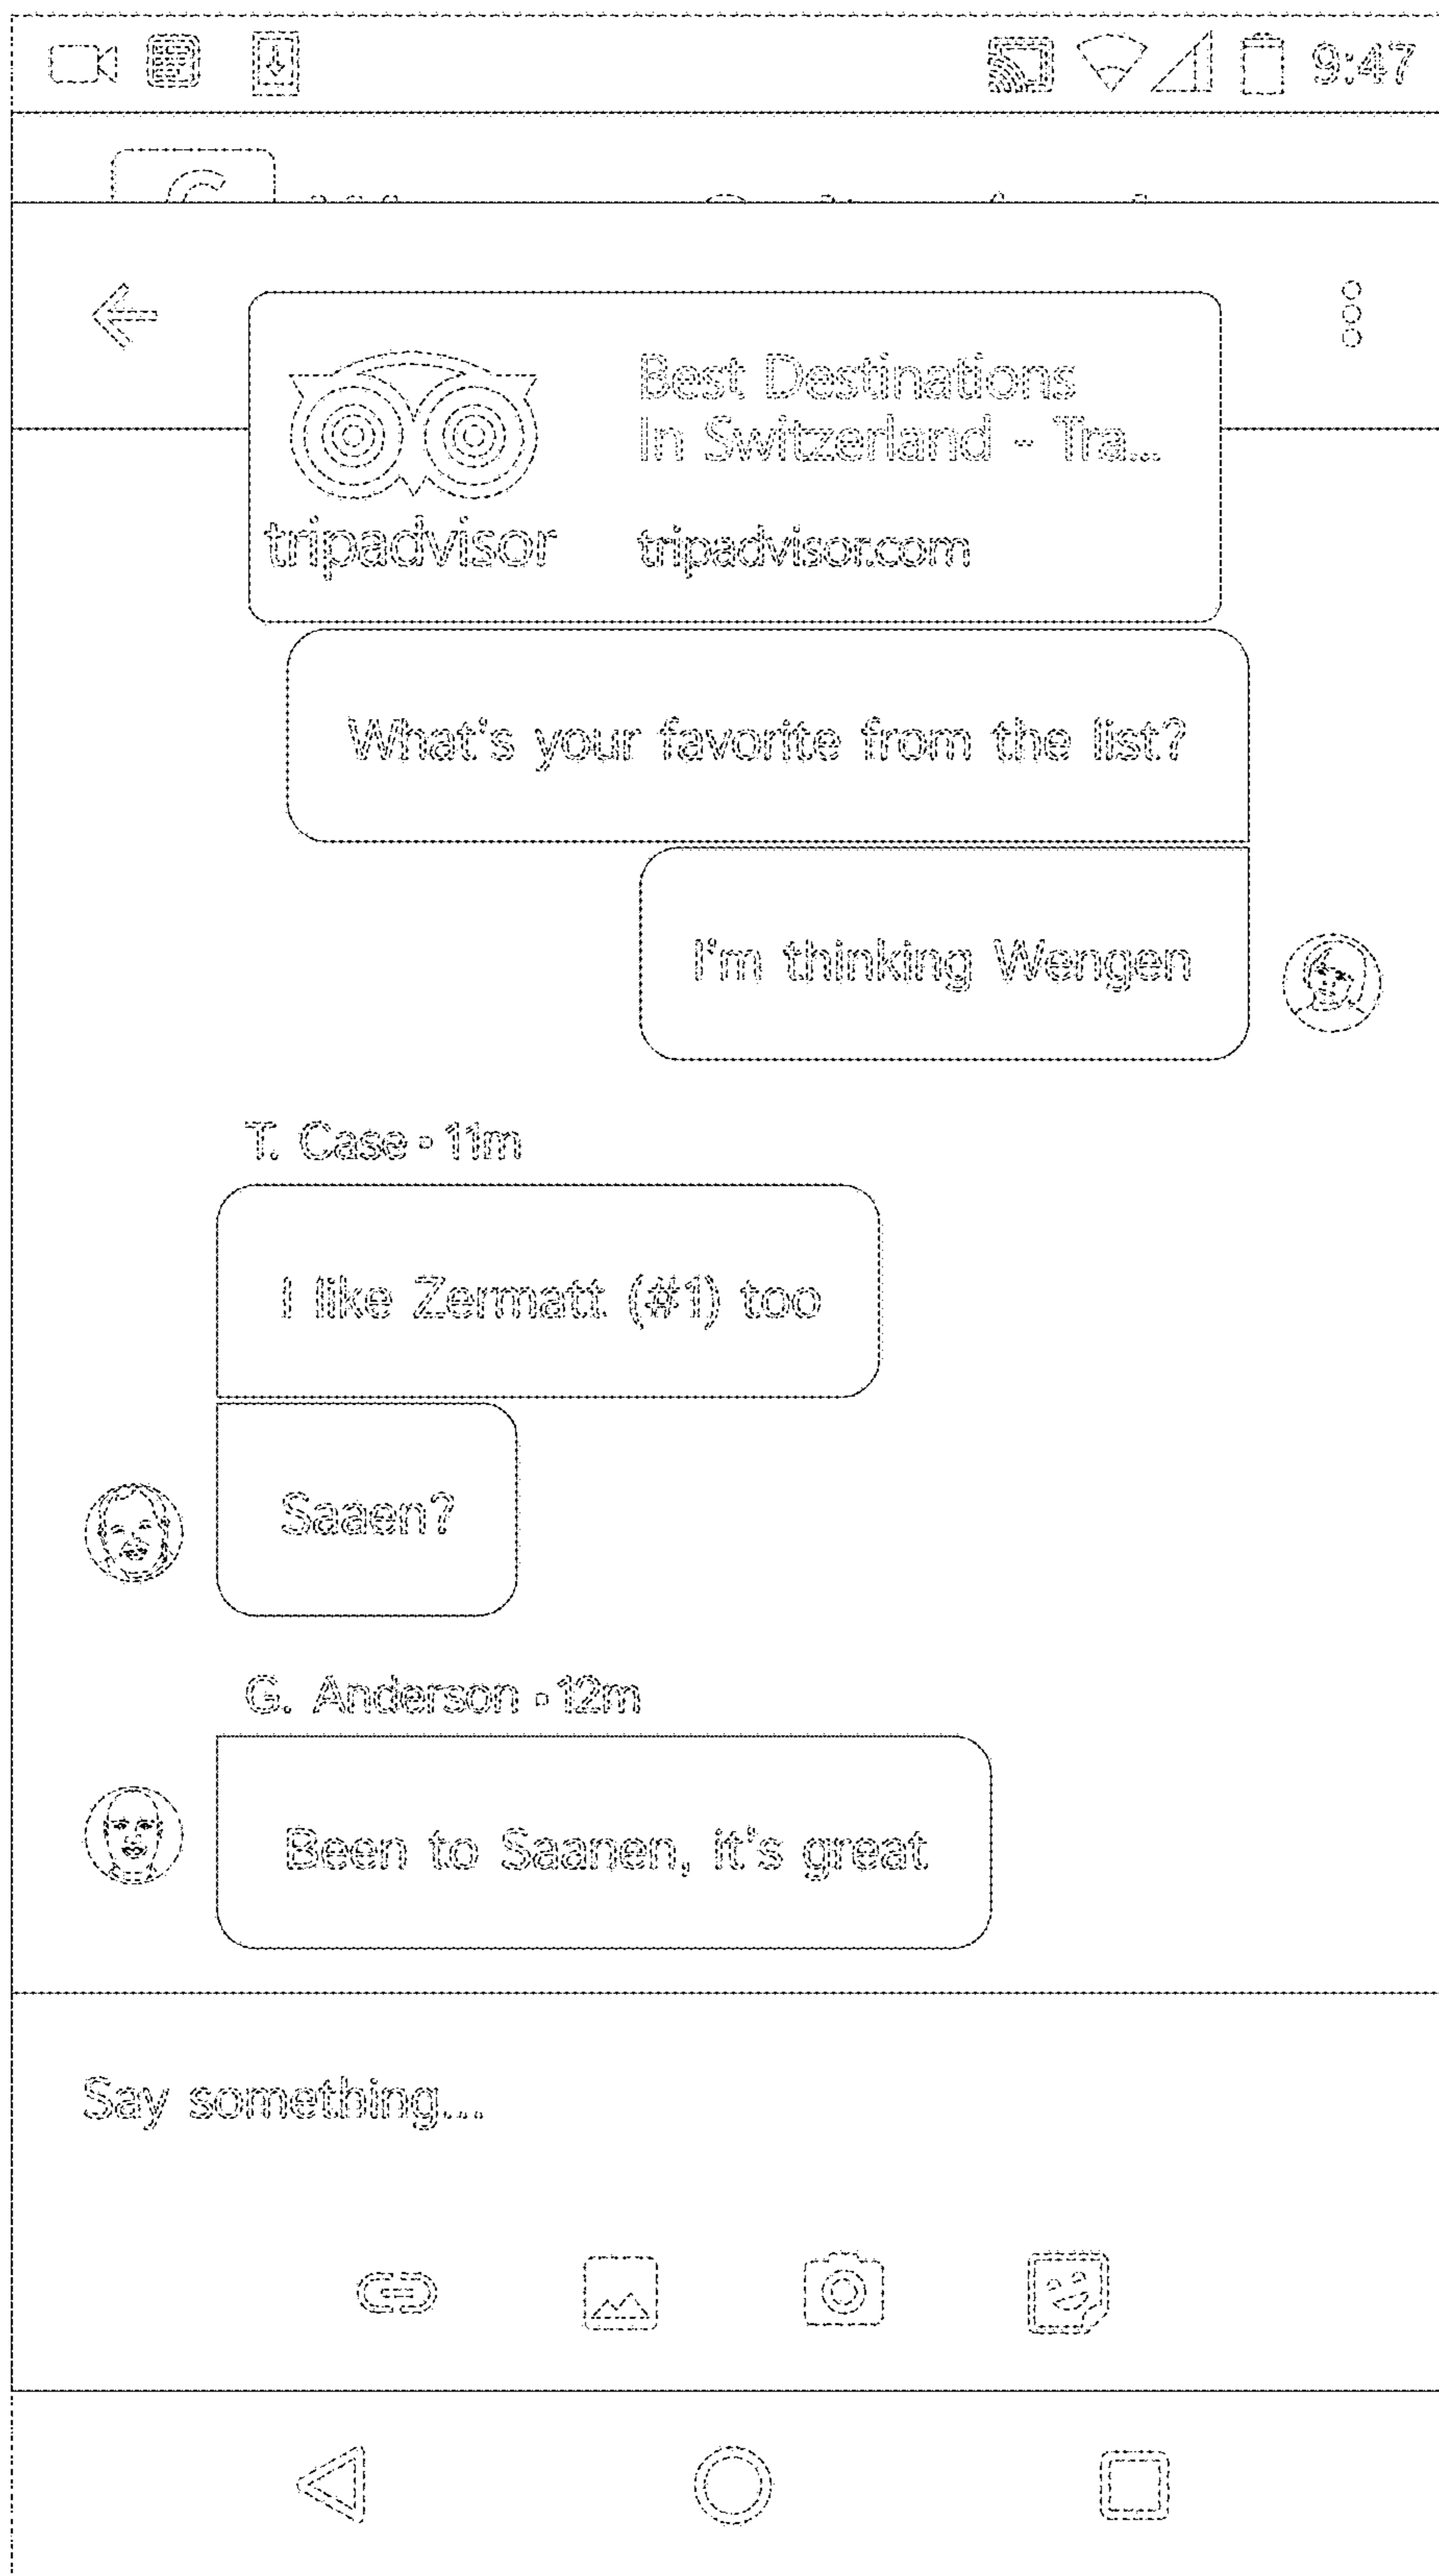 9:47
Best Destinations
In Switzerland - Tra...
tripadvisor
tripadvisor.com
What's your favorite from the list?
I'm thinking Wengen
T. Case · 11m
I like Zermatt (#1) too
Saaen?
G. Anderson · 12m
Been to Saanen, it's great
Say something...